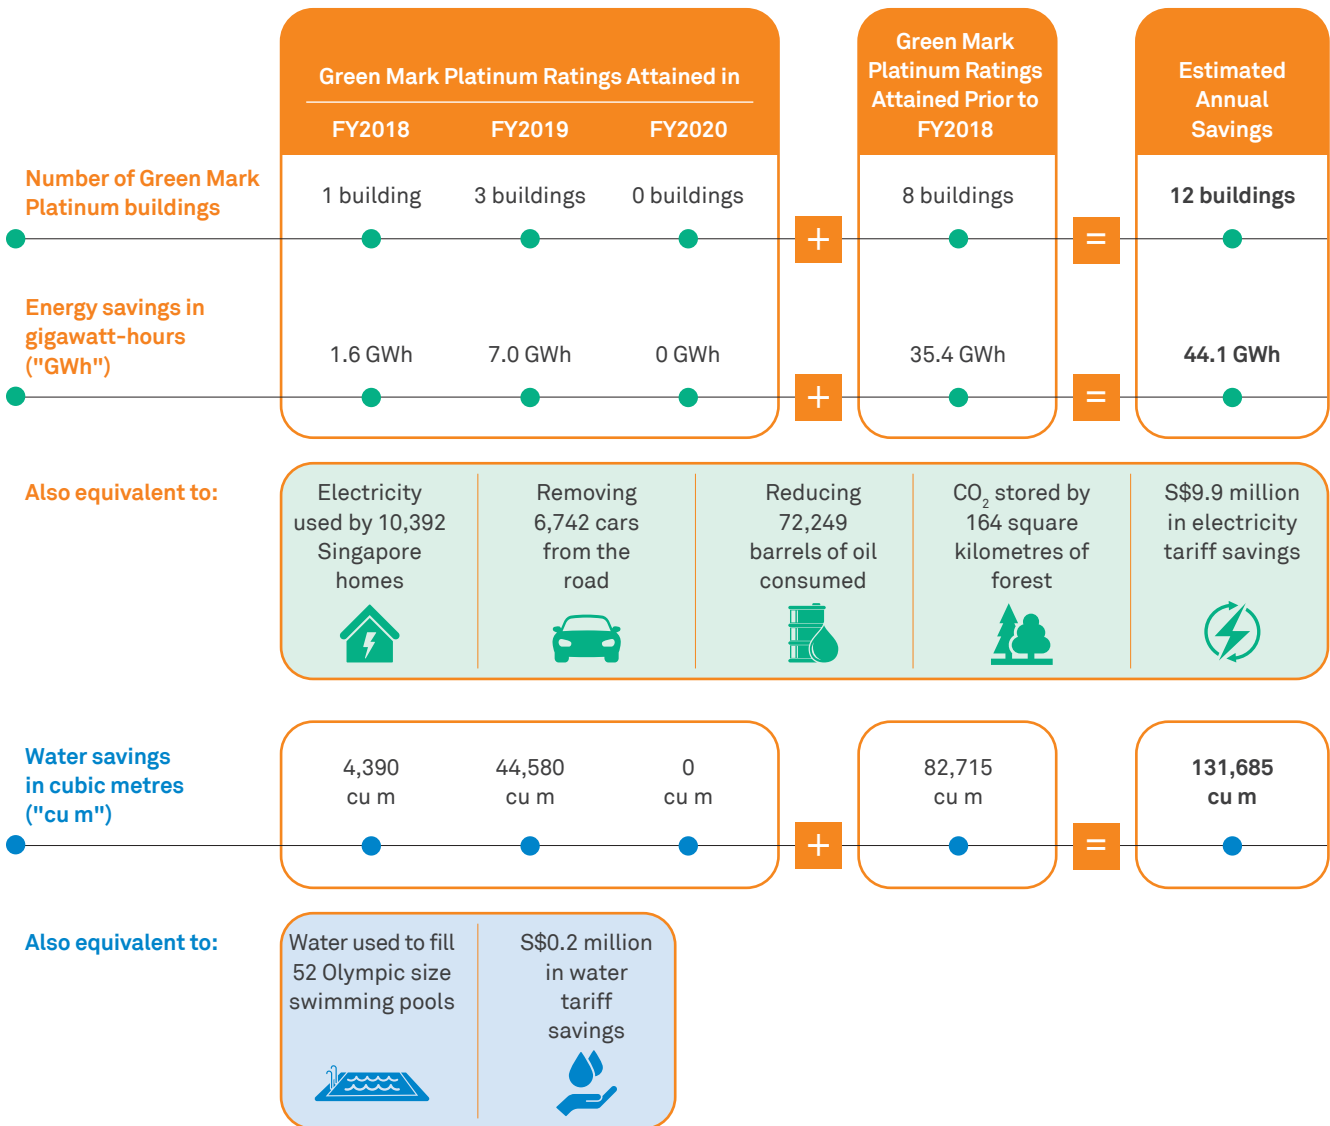 Green Mark Platinum Ratings Attained in
FY2018 FY2019 FY2020
Green Mark
Platinum Ratings
Attained Prior to
FY2018
Estimated
Annual
Savings
Number of Green Mark
Platinum buildings
1 building 3 buildings 0 buildings + 8 buildings = 12 buildings
Energy savings in
gigawatt-hours
("GWh")
1.6 GWh 7.0 GWh 0 GWh + 35.4 GWh = 44.1 GWh
Also equivalent to:
Electricity
used by 10,392
Singapore
homes
Removing
6,742 cars
from the
road
Reducing
72,249
barrels of oil
consumed
CO₂ stored by
164 square
kilometres of
forest
S$9.9 million
in electricity
tariff savings
Water savings
in cubic metres
("cu m")
4,390
cu m
44,580
cu m
0
cu m
+
82,715
cu m
=
131,685
cu m
Also equivalent to:
Water used to fill
52 Olympic size
swimming pools
S$0.2 million
in water
tariff
savings